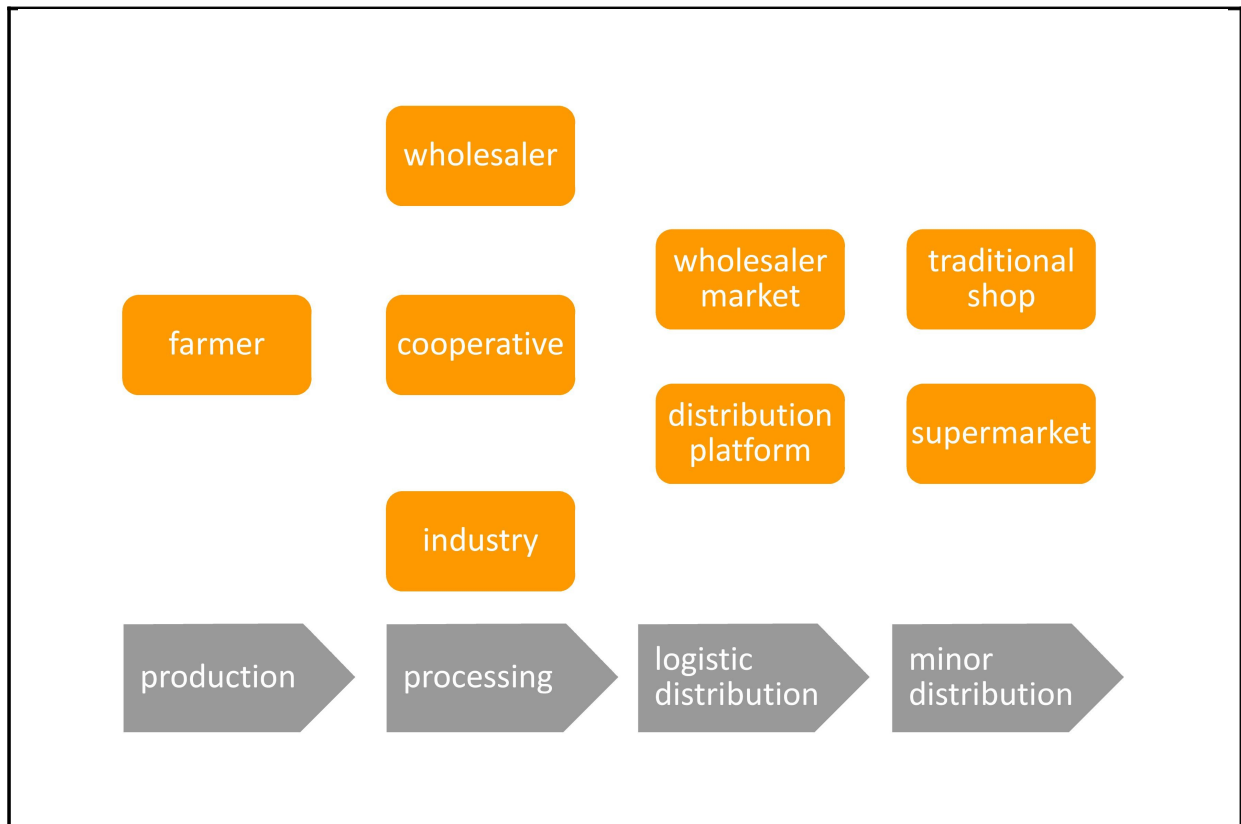 wholesaler
wholesaler
market
traditional
shop
farmer
cooperative
distribution
platform
supermarket
industry
production
processing
logistic
distribution
minor
distribution